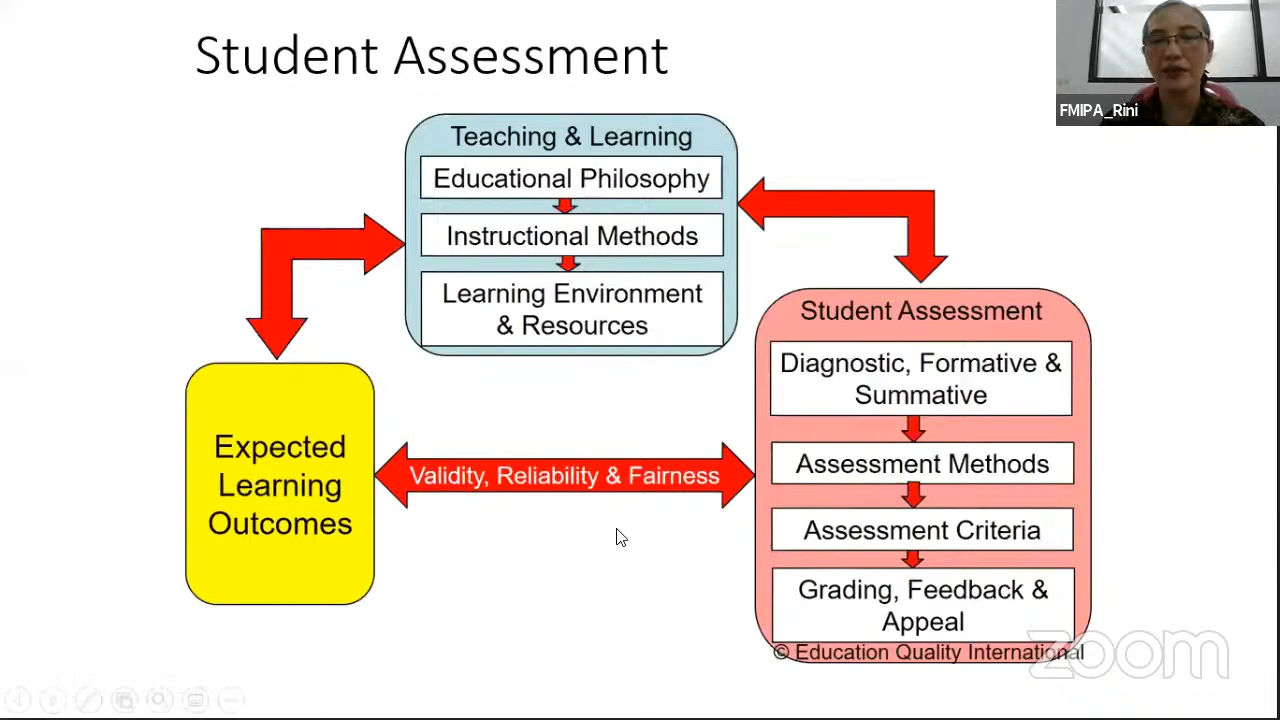 Student Assessment
FMIPA_Rini
Teaching & Learning
Educational Philosophy
Instructional Methods
Learning Environment
& Resources
Student Assessment
Diagnostic, Formative &
Summative
Assessment Methods
Assessment Criteria
Grading, Feedback &
Appeal
Expected
Learning
Outcomes
Validity, Reliability & Fairness
© Education Quality International
zoom